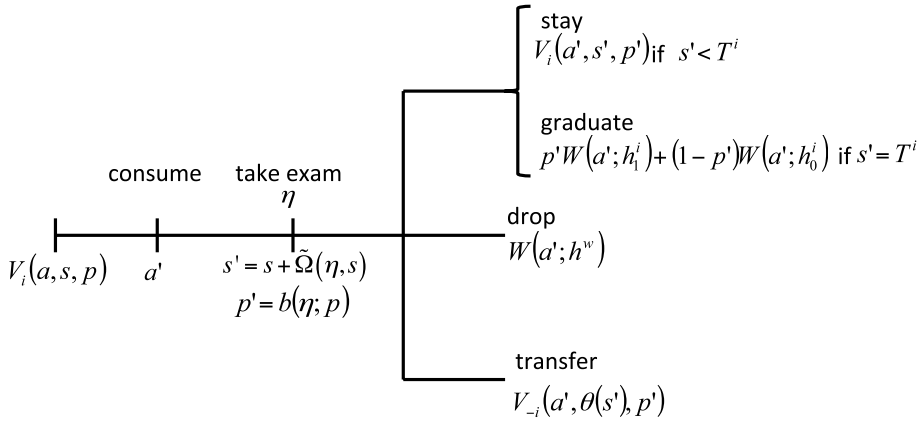 stay
V_i(a', s', p') if s' < T^i
graduate
p'W(a'; h_1^i) + (1 − p')W(a'; h_0^i) if s' = T^i
consume
take exam
η
drop
W(a'; h^w)
V_i(a, s, p)
a'
s' = s + Ω̃(η, s)
p' = b(η; p)
transfer
V_{-i}(a', θ(s'), p')